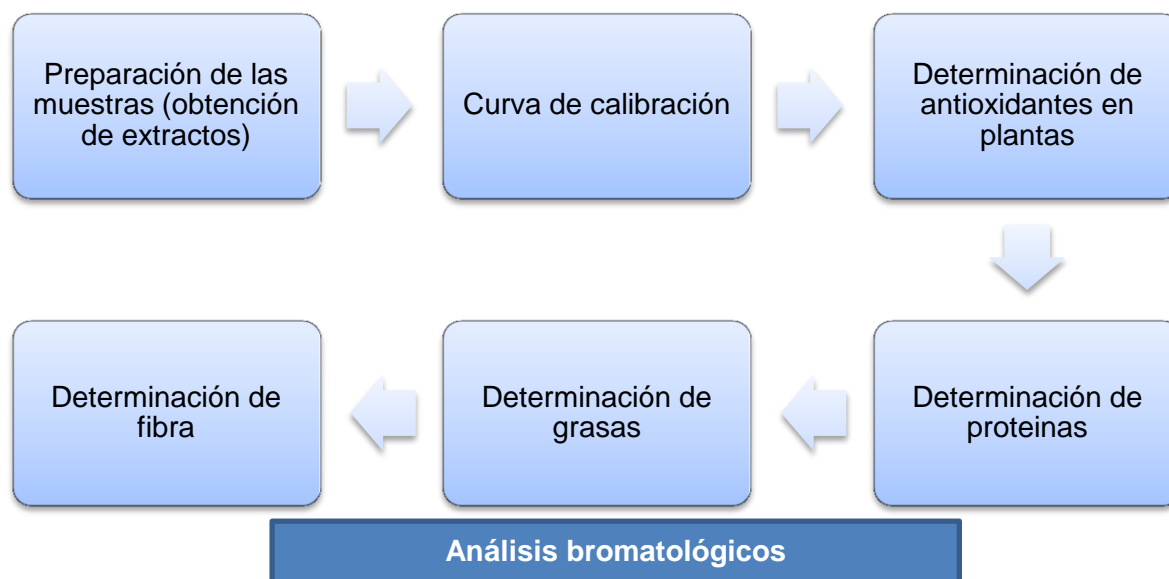 Preparación de las
muestras (obtención
de extractos)
Curva de calibración
Determinación de
antioxidantes en
plantas
Determinación de
proteinas
Determinación de
grasas
Determinación de
fibra
Análisis bromatológicos